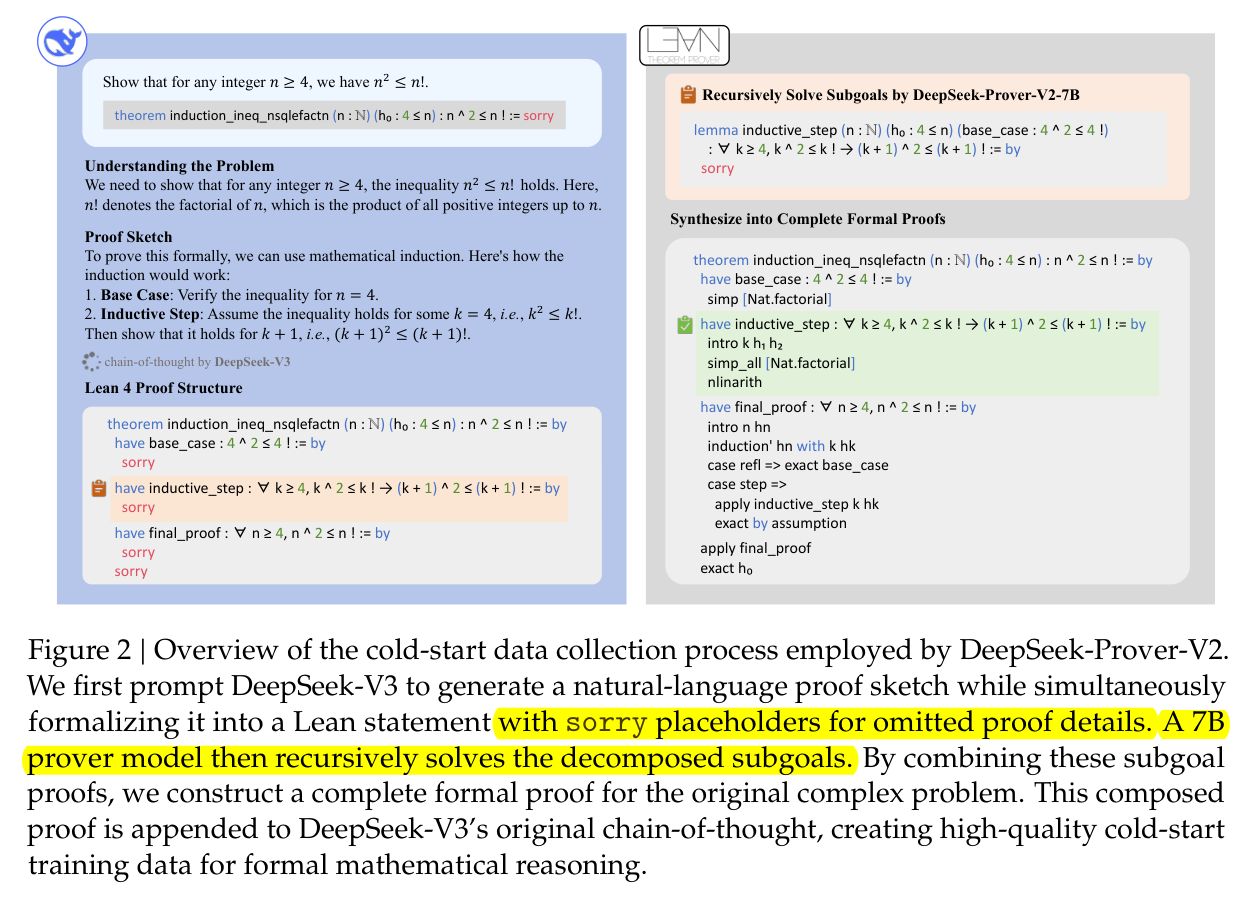 Show that for any integer n ≥ 4, we have n² ≤ n!.
theorem induction_ineq_nsqlefactn (n : ℕ) (h₀ : 4 ≤ n) : n ^ 2 ≤ n ! := sorry
Understanding the Problem
We need to show that for any integer n ≥ 4, the inequality n² ≤ n! holds. Here,
n! denotes the factorial of n, which is the product of all positive integers up to n.
Proof Sketch
To prove this formally, we can use mathematical induction. Here's how the
induction would work:
1. Base Case: Verify the inequality for n = 4.
2. Inductive Step: Assume the inequality holds for some k = 4, i.e., k² ≤ k!.
Then show that it holds for k + 1, i.e., (k + 1)² ≤ (k + 1)!.
chain-of-thought by DeepSeek-V3
Lean 4 Proof Structure
theorem induction_ineq_nsqlefactn (n : ℕ) (h₀ : 4 ≤ n) : n ^ 2 ≤ n ! := by
have base_case : 4 ^ 2 ≤ 4 ! := by
sorry
have inductive_step : ∀ k ≥ 4, k ^ 2 ≤ k ! → (k + 1) ^ 2 ≤ (k + 1) ! := by
sorry
have final_proof : ∀ n ≥ 4, n ^ 2 ≤ n ! := by
sorry
sorry
L∃∀N
THEOREM PROVER
Recursively Solve Subgoals by DeepSeek-Prover-V2-7B
lemma inductive_step (n : ℕ) (h₀ : 4 ≤ n) (base_case : 4 ^ 2 ≤ 4 !)
: ∀ k ≥ 4, k ^ 2 ≤ k ! → (k + 1) ^ 2 ≤ (k + 1) ! := by
sorry
Synthesize into Complete Formal Proofs
theorem induction_ineq_nsqlefactn (n : ℕ) (h₀ : 4 ≤ n) : n ^ 2 ≤ n ! := by
have base_case : 4 ^ 2 ≤ 4 ! := by
simp [Nat.factorial]
have inductive_step : ∀ k ≥ 4, k ^ 2 ≤ k ! → (k + 1) ^ 2 ≤ (k + 1) ! := by
intro k h₁ h₂
simp_all [Nat.factorial]
nlinarith
have final_proof : ∀ n ≥ 4, n ^ 2 ≤ n ! := by
intro n hn
induction' hn with k hk
case refl => exact base_case
case step =>
apply inductive_step k hk
exact by assumption
apply final_proof
exact h₀
Figure 2 | Overview of the cold-start data collection process employed by DeepSeek-Prover-V2.
We first prompt DeepSeek-V3 to generate a natural-language proof sketch while simultaneously
formalizing it into a Lean statement with sorry placeholders for omitted proof details. A 7B
prover model then recursively solves the decomposed subgoals. By combining these subgoal
proofs, we construct a complete formal proof for the original complex problem. This composed
proof is appended to DeepSeek-V3's original chain-of-thought, creating high-quality cold-start
training data for formal mathematical reasoning.